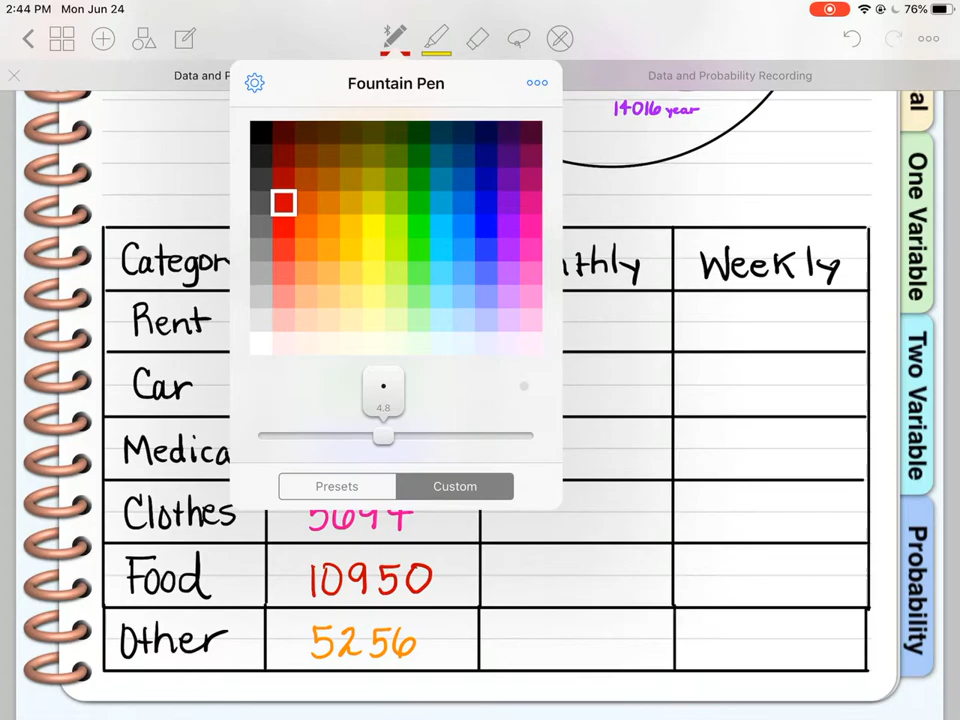 2:44 PM Mon Jun 24
76%
Data and P
Data and Probability Recording
Fountain Pen
14016 year
al
One Variable
Two Variable
Probability
Categor
nthly
Weekly
Rent
Car
Medica
4.8
Presets
Custom
Clothes
5694
Food
10950
Other
5256